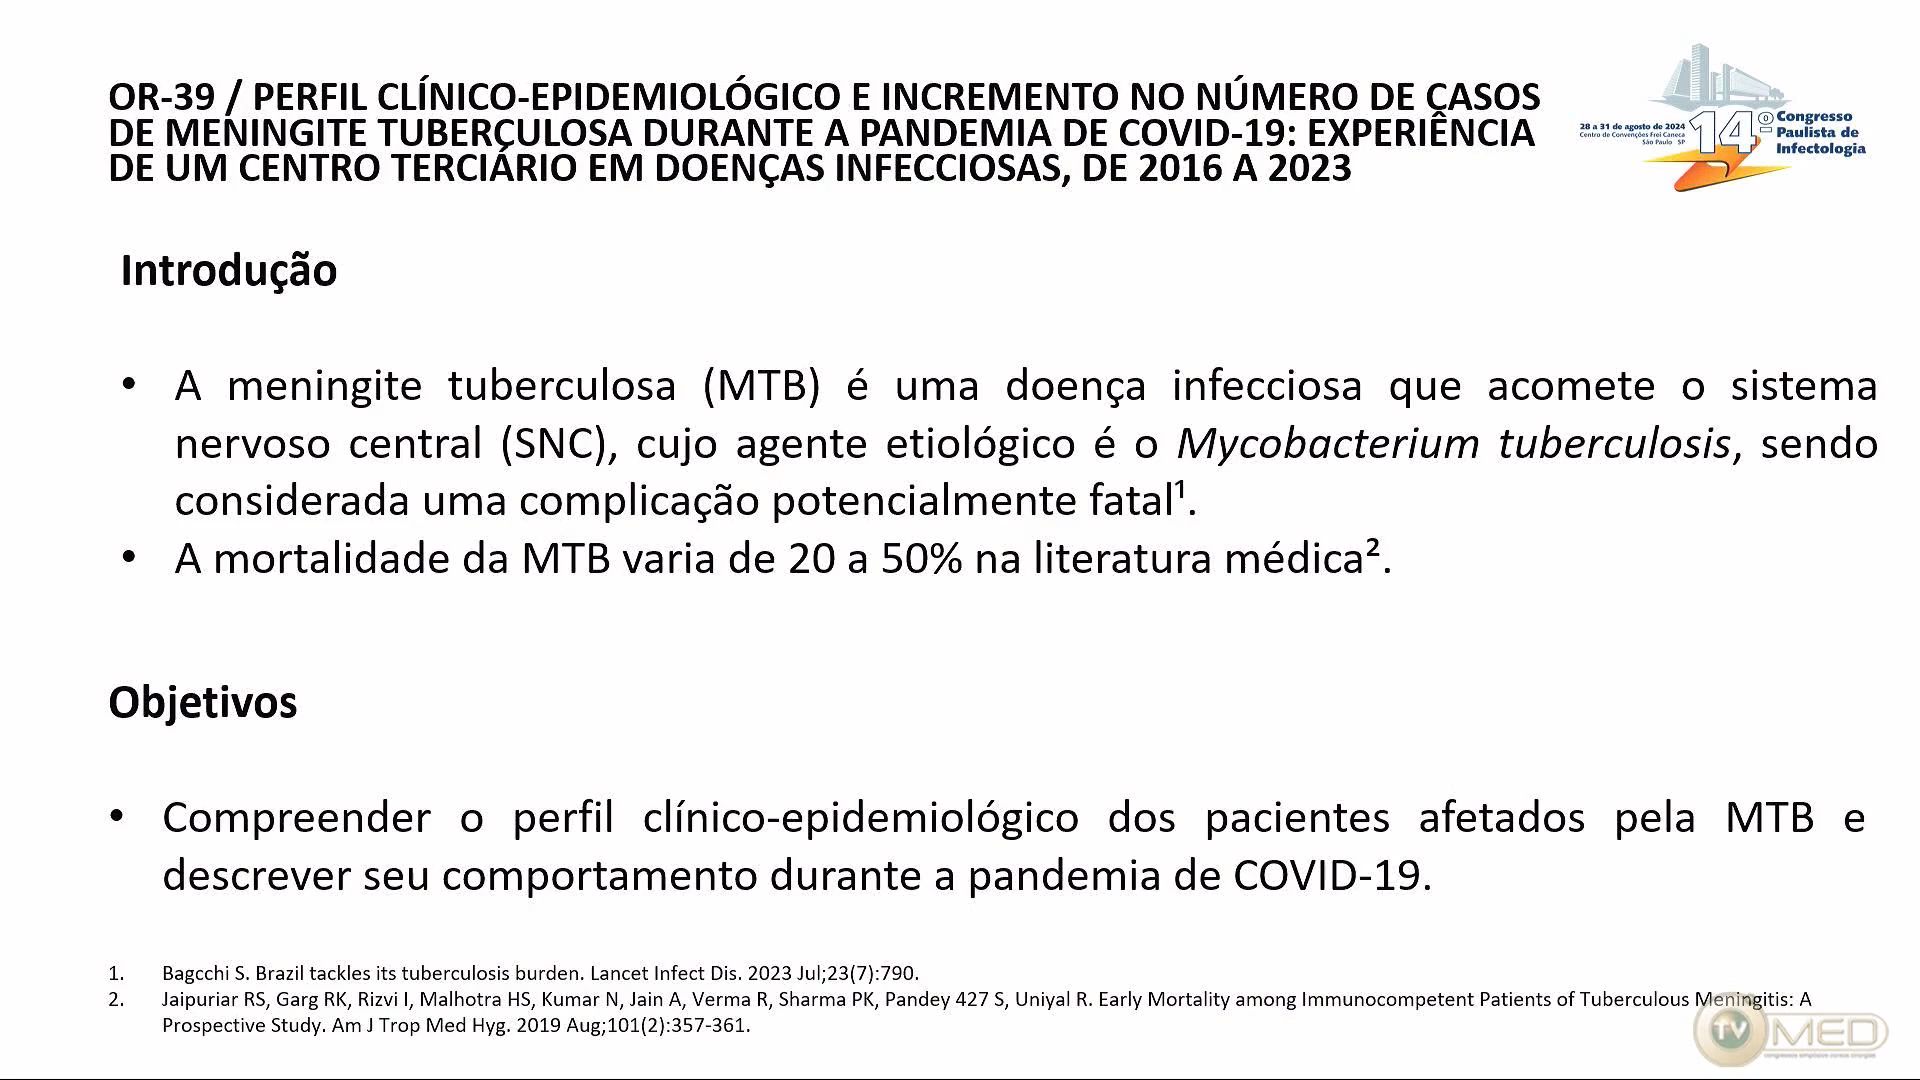 OR-39 / PERFIL CLÍNICO-EPIDEMIOLÓGICO E INCREMENTO NO NÚMERO DE CASOS
DE MENINGITE TUBERCULOSA DURANTE A PANDEMIA DE COVID-19: EXPERIÊNCIA
DE UM CENTRO TERCIÁRIO EM DOENÇAS INFECCIOSAS, DE 2016 A 2023
28 a 31 de agosto de 2024
Centro de Convenções Frei Caneca
São Paulo SP
14º Congresso
Paulista de
Infectologia
Introdução
• A meningite tuberculosa (MTB) é uma doença infecciosa que acomete o sistema
nervoso central (SNC), cujo agente etiológico é o Mycobacterium tuberculosis, sendo
considerada uma complicação potencialmente fatal¹.
• A mortalidade da MTB varia de 20 a 50% na literatura médica².
Objetivos
• Compreender o perfil clínico-epidemiológico dos pacientes afetados pela MTB e
descrever seu comportamento durante a pandemia de COVID-19.
1. Bagcchi S. Brazil tackles its tuberculosis burden. Lancet Infect Dis. 2023 Jul;23(7):790.
2. Jaipuriar RS, Garg RK, Rizvi I, Malhotra HS, Kumar N, Jain A, Verma R, Sharma PK, Pandey 427 S, Uniyal R. Early Mortality among Immunocompetent Patients of Tuberculous Meningitis: A
Prospective Study. Am J Trop Med Hyg. 2019 Aug;101(2):357-361.
TV MED